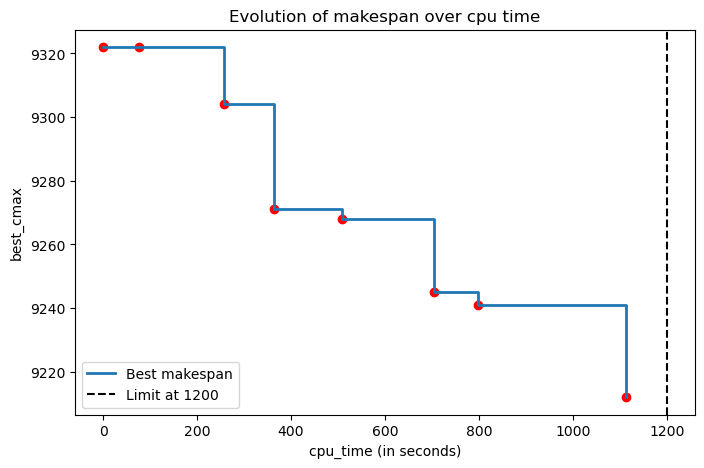 Evolution of makespan over cpu time
best_cmax
9320
9300
9280
9260
9240
9220
Best makespan
Limit at 1200
0
200
400
600
800
1000
1200
cpu_time (in seconds)